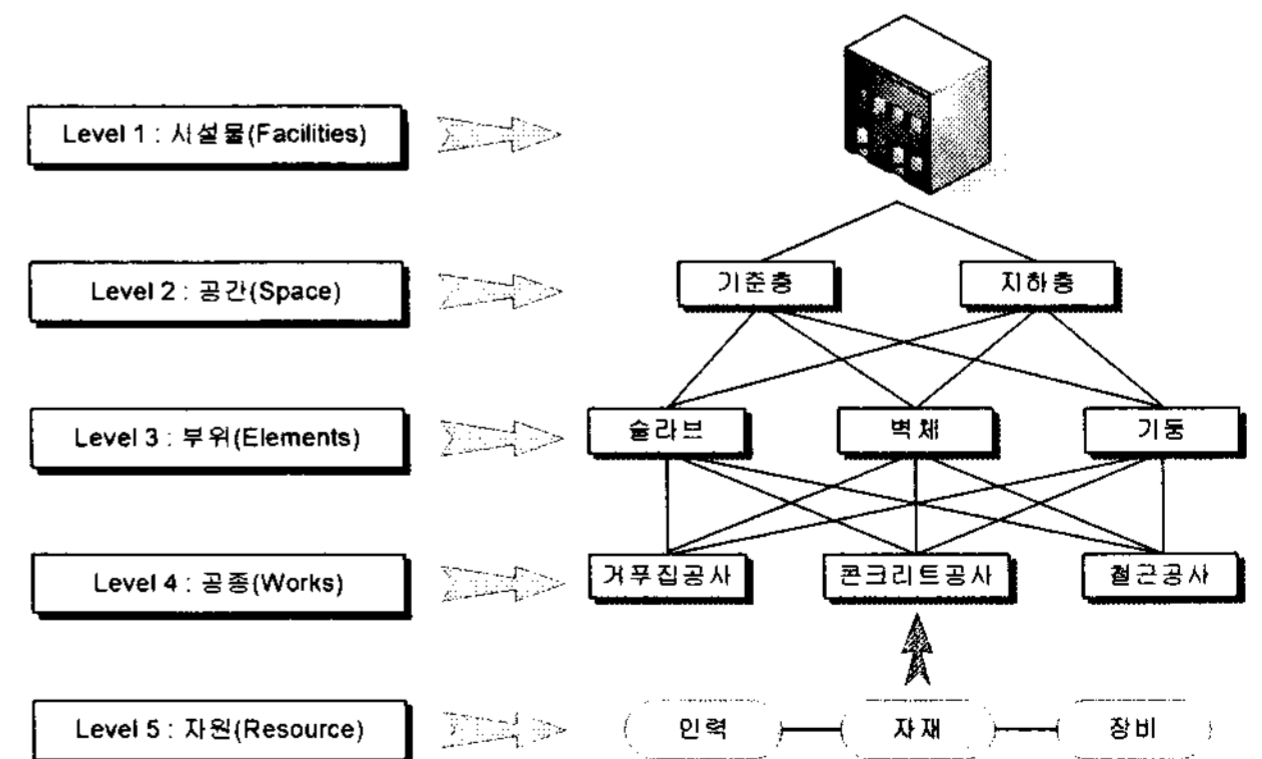 Level 1 : 시설물(Facilities)
Level 2 : 공간(Space)
기준층
지하층
Level 3 : 부위(Elements)
슬라브
벽체
기둥
Level 4 : 공종(Works)
거푸집공사
콘크리트공사
철근공사
Level 5 : 자원(Resource)
인력
자재
장비